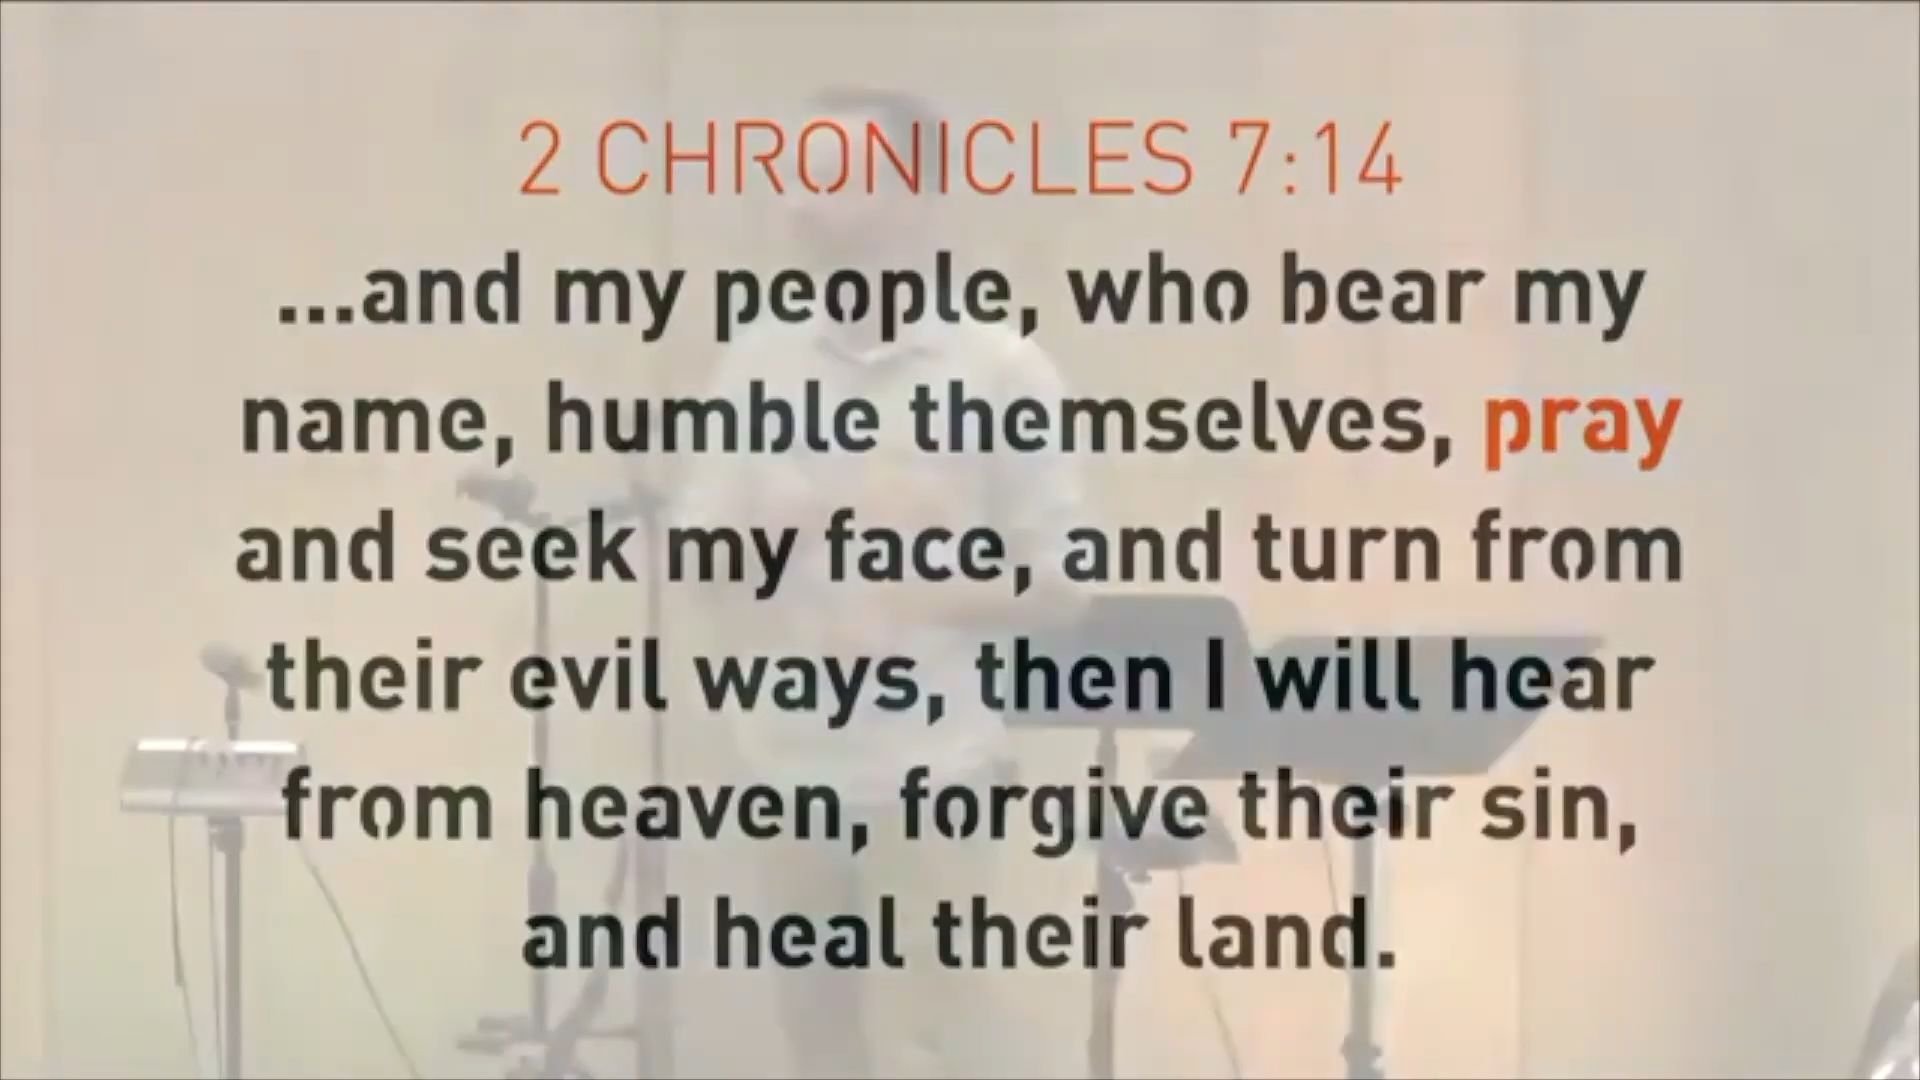 2 CHRONICLES 7:14
...and my people, who bear my
name, humble themselves, pray
and seek my face, and turn from
their evil ways, then I will hear
from heaven, forgive their sin,
and heal their land.